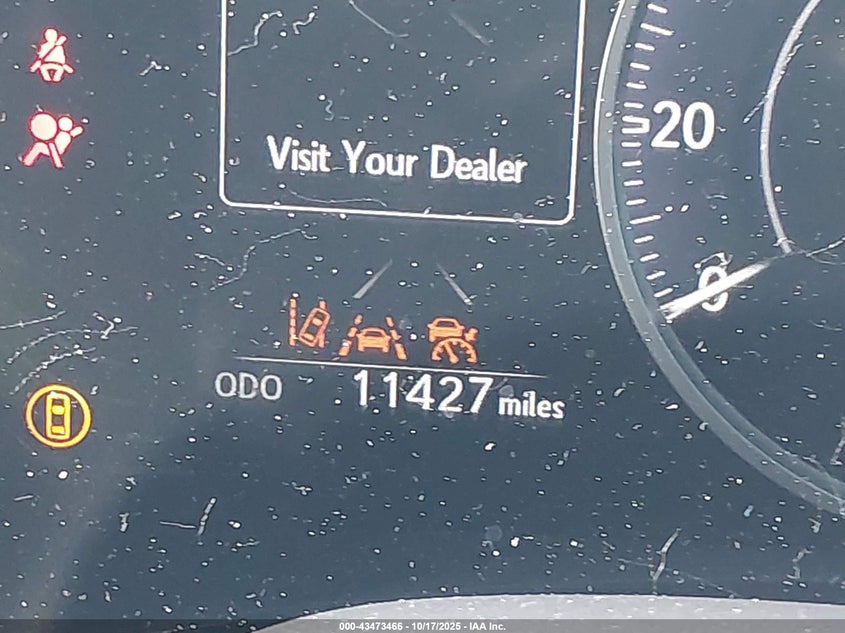 Visit Your Dealer
20
0
ODO 11427 miles
000-43473466 - 10/17/2025 - IAA Inc.